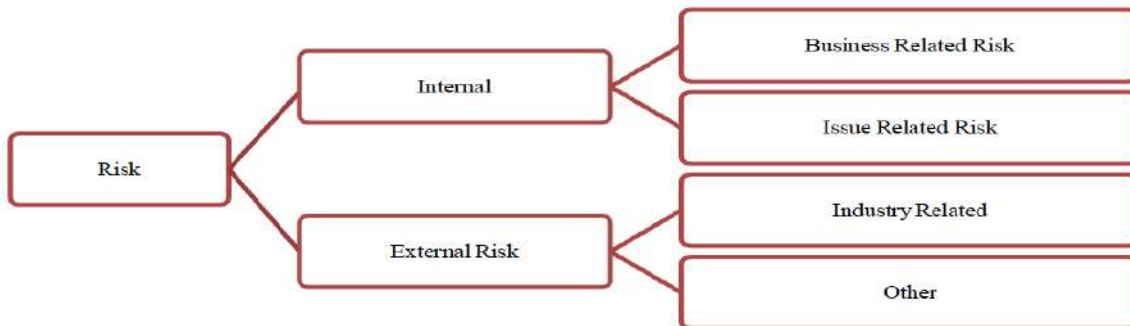 Risk
Internal
Business Related Risk
Issue Related Risk
External Risk
Industry Related
Other